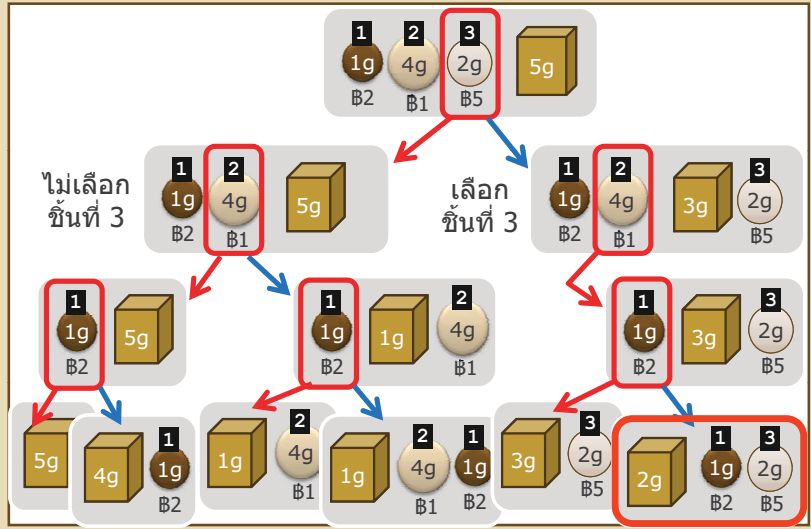 1 2 3
1g 4g 2g 5g
฿2 ฿1 ฿5
ไม่เลือก
ชิ้นที่ 3
1 2
1g 4g 5g
฿2 ฿1
เลือก
ชิ้นที่ 3
1 2 3
1g 4g 3g 2g
฿2 ฿1 ฿5
1
1g 5g
฿2
1 2
1g 1g 4g
฿2 ฿1
1 3
1g 3g 2g
฿2 ฿5
5g
1
4g 1g
฿2
2
1g 4g
฿1
2 1
1g 4g 1g
฿1 ฿2
3
3g 2g
฿5
1 3
2g 1g 2g
฿2 ฿5